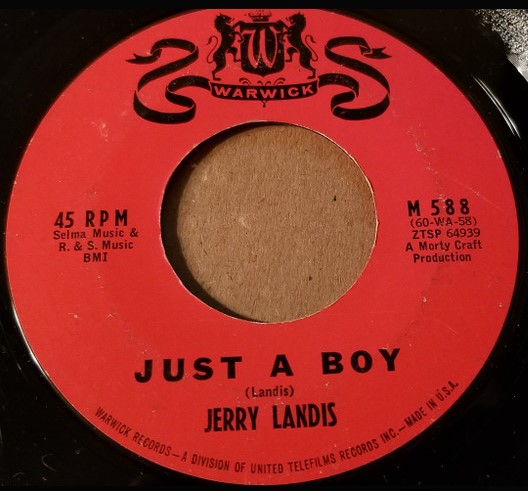 W
WARWICK
45 RPM
Selma Music &
R. & S. Music
BMI
M 588
(60-WA-58)
ZTSP 64939
A Morty Craft
Production
JUST A BOY
(Landis)
JERRY LANDIS
WARWICK RECORDS—A DIVISION OF UNITED TELEFILMS RECORDS INC.—MADE IN U.S.A.